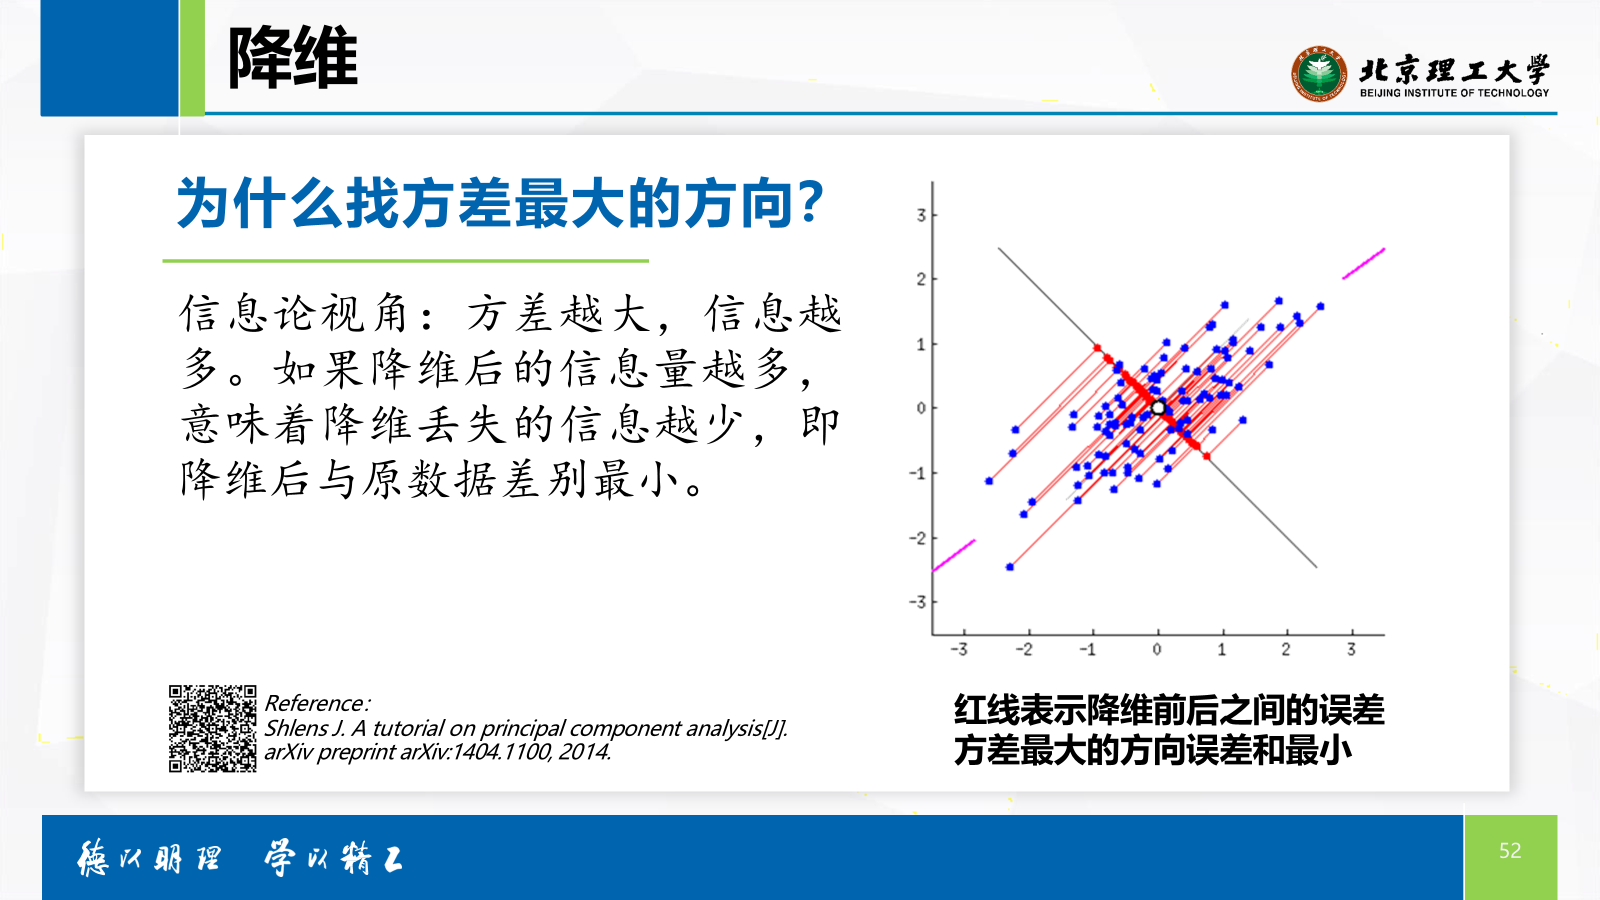 降维
北京理工大学
BEIJING INSTITUTE OF TECHNOLOGY
为什么找方差最大的方向?
信息论视角：方差越大，信息越
多。如果降维后的信息量越多，
意味着降维丢失的信息越少，即
降维后与原数据差别最小。
3
2
1
0
-1
-2
-3
-3 -2 -1 0 1 2 3
红线表示降维前后之间的误差
方差最大的方向误差和最小
Reference：
Shlens J. A tutorial on principal component analysis[J].
arXiv preprint arXiv:1404.1100, 2014.
德以明理 学以精工
52